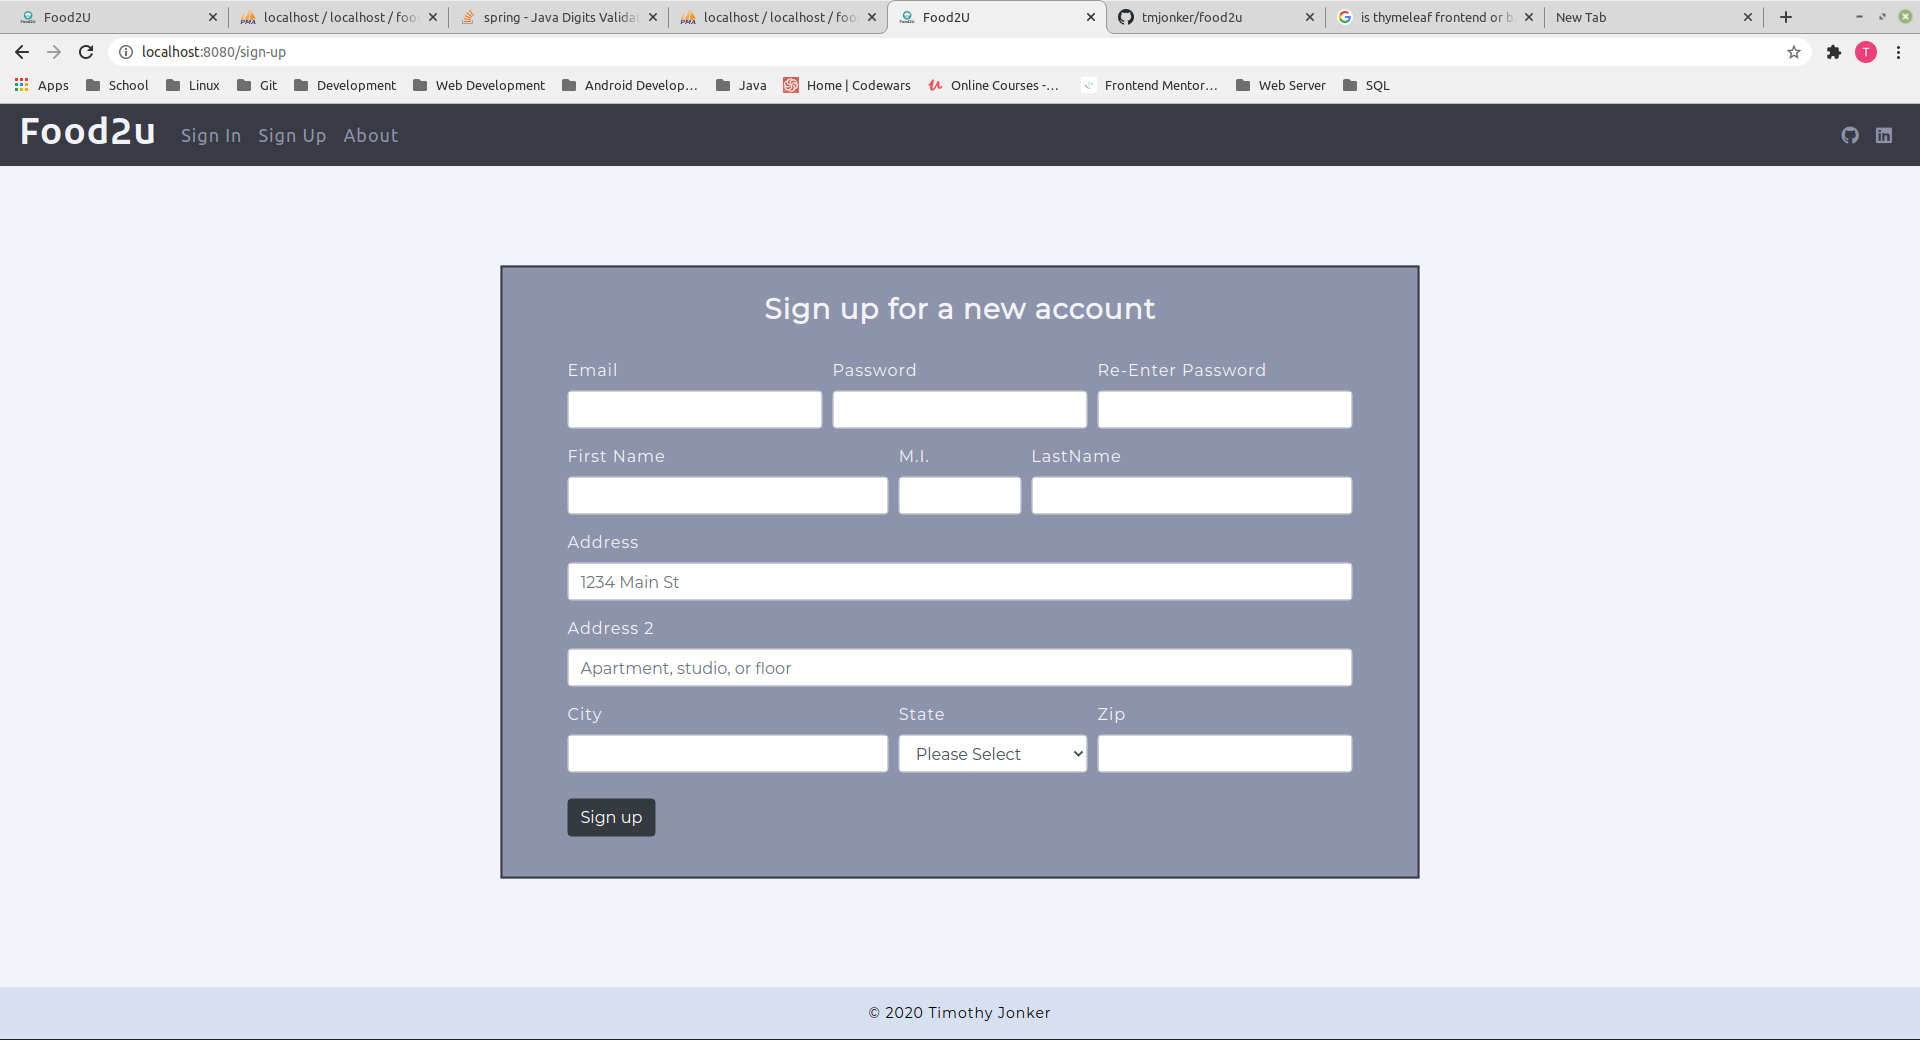 Food2U
localhost / localhost / foo
spring - Java Digits Valida
localhost / localhost / foo
Food2U
tmjonker/food2u
is thymeleaf frontend or b
New Tab
localhost:8080/sign-up
T
Apps School Linux Git Development Web Development Android Develop... Java Home | Codewars Online Courses -... Frontend Mentor... Web Server SQL
Food2u Sign In Sign Up About
Sign up for a new account
Email Password Re-Enter Password
First Name M.I. LastName
Address
1234 Main St
Address 2
Apartment, studio, or floor
City State Zip
Please Select
Sign up
© 2020 Timothy Jonker